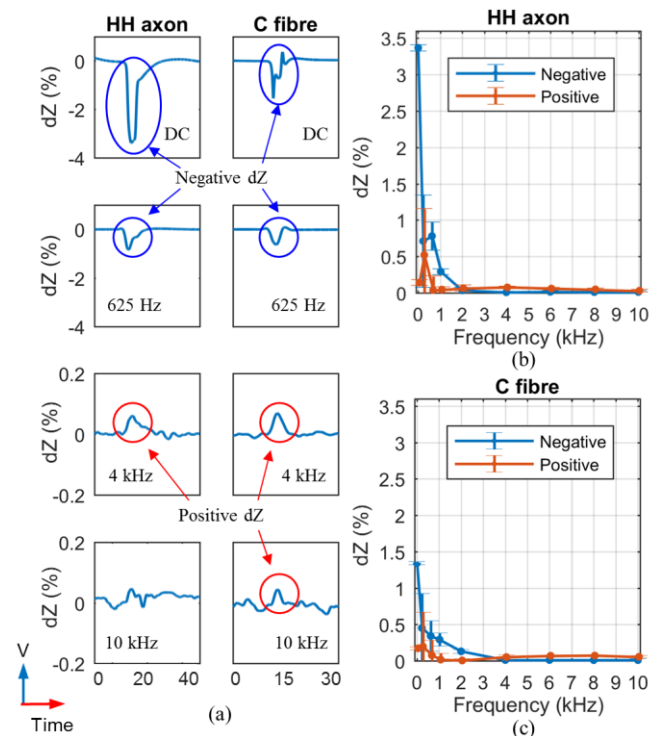 HH axon
C fibre
dZ (%)
0
-2
-4
DC
DC
Negative dZ
dZ (%)
0
-2
-4
625 Hz
625 Hz
dZ (%)
0.2
0
-0.2
4 kHz
4 kHz
Positive dZ
dZ (%)
0.2
0
-0.2
10 kHz
10 kHz
0
20
40
0
15
30
V
Time
(a)
HH axon
dZ (%)
3.5
3
2.5
2
1.5
1
0.5
0
Negative
Positive
0 1 2 3 4 5 6 7 8 9 10
Frequency (kHz)
(b)
C fibre
dZ (%)
3.5
3
2.5
2
1.5
1
0.5
0
Negative
Positive
0 1 2 3 4 5 6 7 8 9 10
Frequency (kHz)
(c)